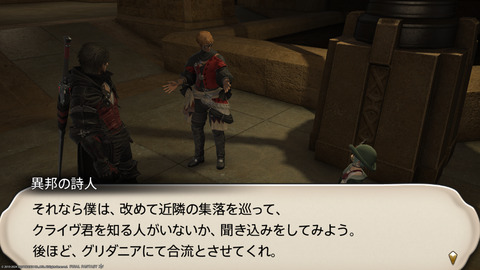 異邦の詩人
それなら僕は、改めて近隣の集落を巡って、
クライヴ君を知る人がいないか、聞き込みをしてみよう。
後ほど、グリダニアにて合流とさせてくれ。